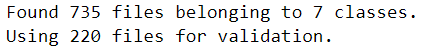 Found 735 files belonging to 7 classes.
Using 220 files for validation.